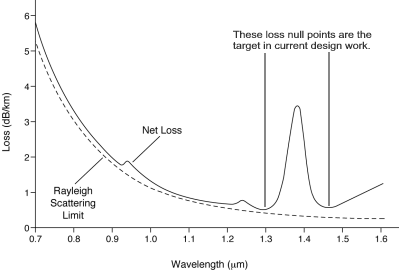 These loss null points are the
target in current design work.
6
5
4
3
2
1
0
Loss (dB/km)
Net Loss
Rayleigh
Scattering
Limit
0.7
0.8
0.9
1.0
1.1
1.2
1.3
1.4
1.5
1.6
Wavelength (μm)